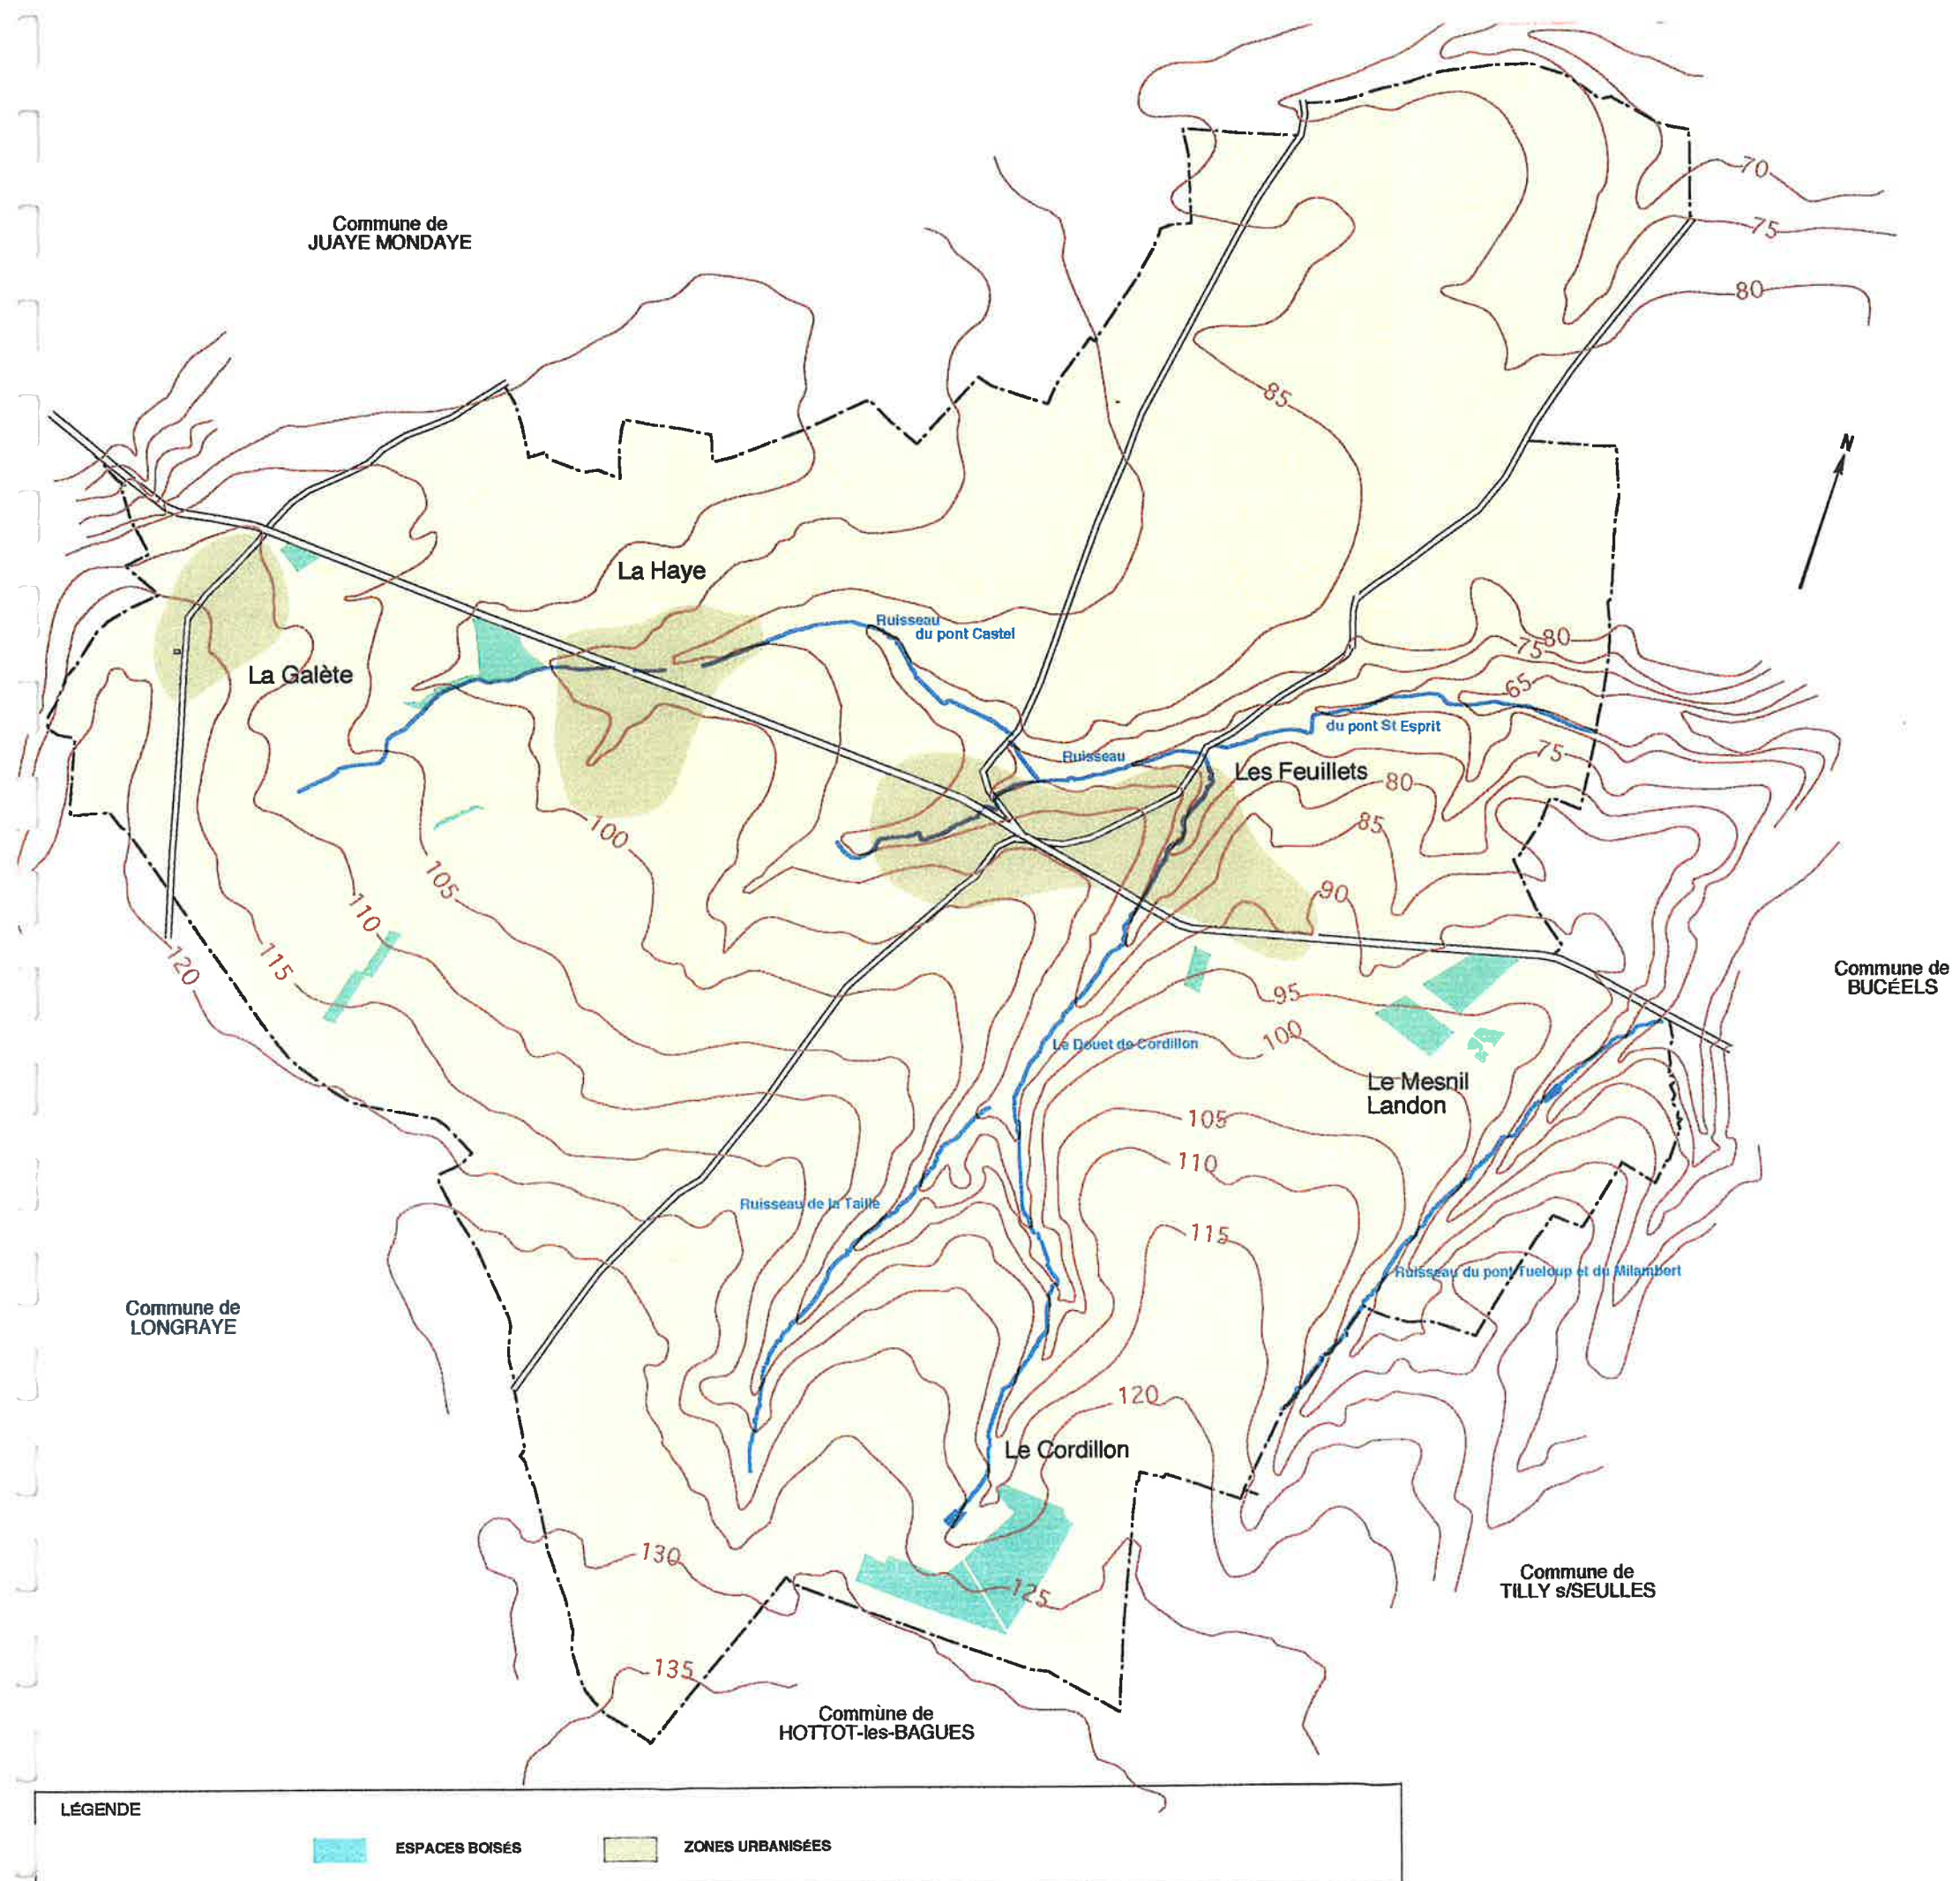 70
75
Commune de
JUAYE MONDAYE
80
85
N
La Haye
Ruisseau
du pont Castel
80
75
La Galète
65
du pont St Esprit
75
Ruisseau
Les Feuillets
80
100
85
105
90
110
115
120
Commune de
BUCÉELS
95
100
Le Douet de Cordillon
Le Mesnil
Landon
105
110
Ruisseau de la Taille
115
Ruisseau du pont Tueloup et du Milambert
Commune de
LONGRAYE
120
Le Cordillon
130
125
Commune de
TILLY s/SEULLES
135
Commune de
HOTTOT-les-BAGUES
LÉGENDE
ESPACES BOISÉS
ZONES URBANISÉES